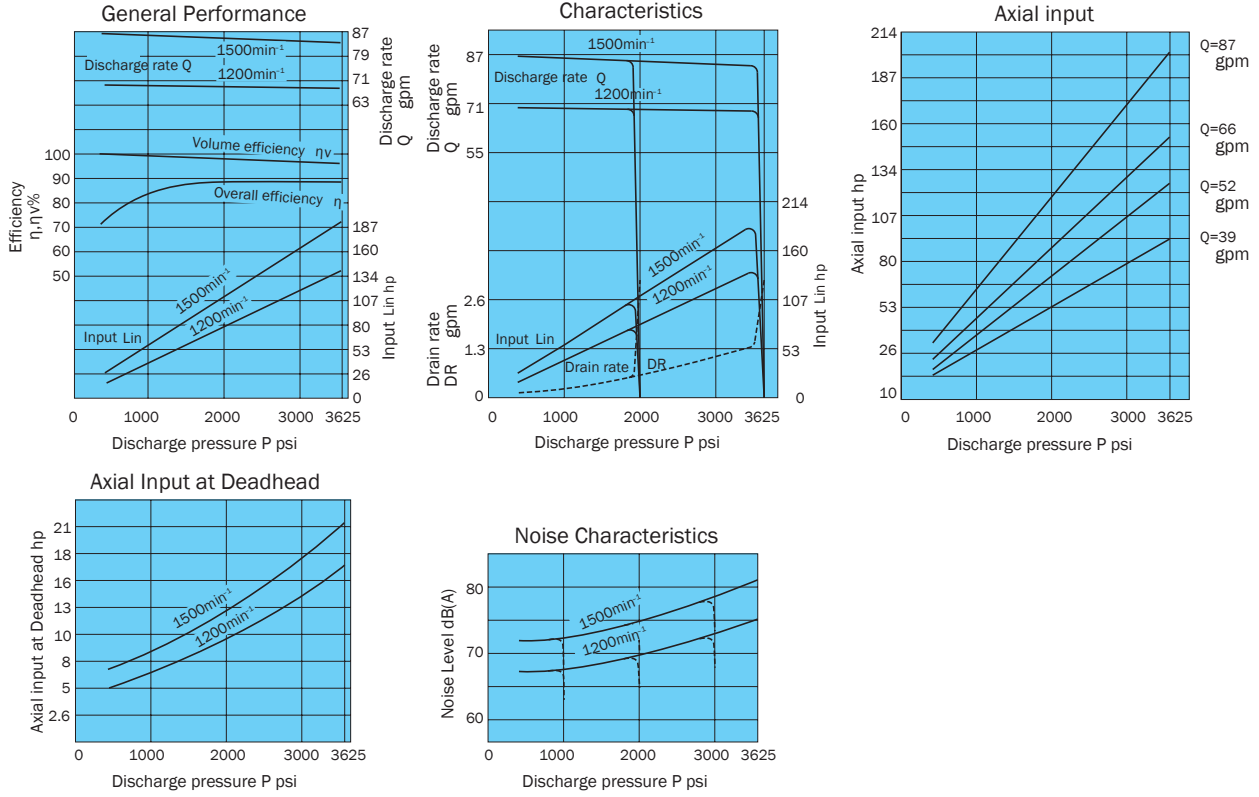 General Performance
1500min-1
Discharge rate Q
1200min-1
87
79
71
63
Discharge rate
Q gpm
Volume efficiency ηv
Overall efficiency η
100
90
80
70
60
50
Efficiency
η,ηv%
1500min-1
1200min-1
Input Lin
187
160
134
107
80
53
26
0
Input Lin hp
0 1000 2000 3000 3625
Discharge pressure P psi
Characteristics
1500min-1
Discharge rate Q
1200min-1
87
71
55
Discharge rate
Q gpm
2.6
1.3
0
Drain rate
DR gpm
1500min-1
1200min-1
Input Lin
Drain rate DR
214
160
107
53
0
Input Lin hp
0 1000 2000 3000 3625
Discharge pressure P psi
Axial input
214
187
160
134
107
80
53
26
10
Axial input hp
Q=87
gpm
Q=66
gpm
Q=52
gpm
Q=39
gpm
0 1000 2000 3000 3625
Discharge pressure P psi
Axial Input at Deadhead
21
18
16
13
10
8
5
2.6
Axial input at Deadhead hp
1500min-1
1200min-1
0 1000 2000 3000 3625
Discharge pressure P psi
Noise Characteristics
80
70
60
Noise Level dB(A)
1500min-1
1200min-1
0 1000 2000 3000 3625
Discharge pressure P psi